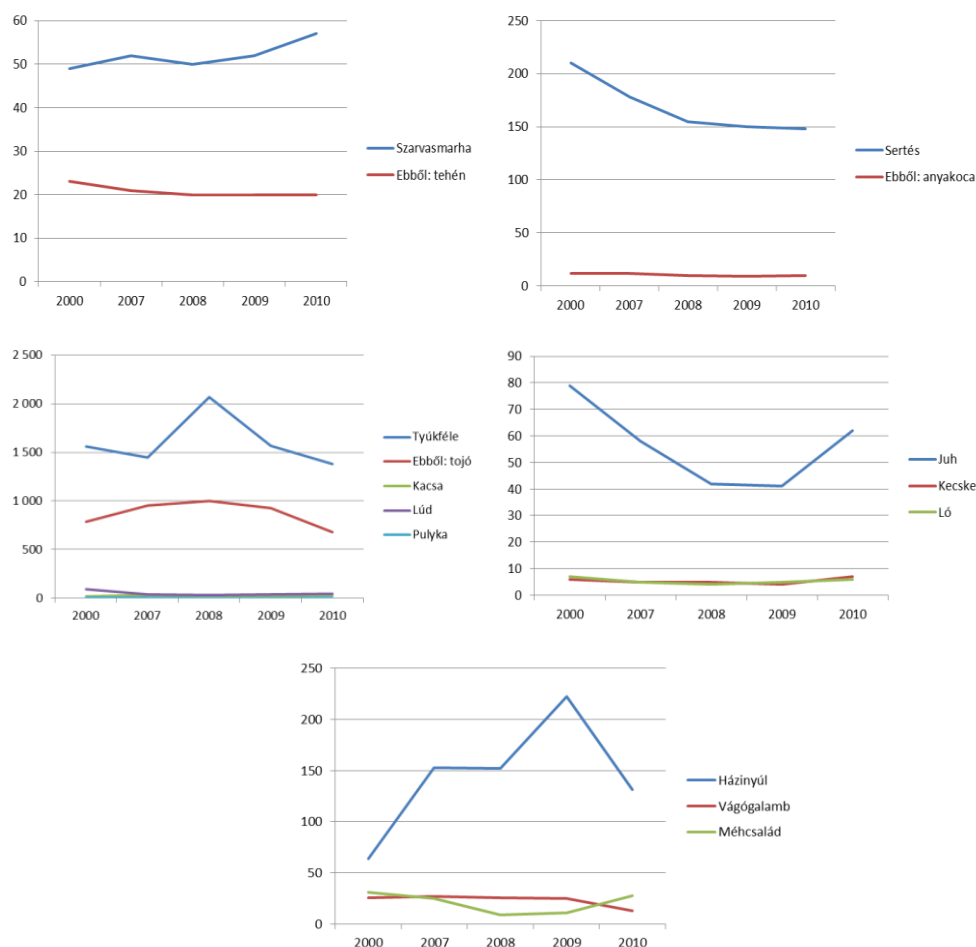 60
50
40
30
20
10
0
2000 2007 2008 2009 2010
Szarvasmarha
Ebből: tehén
250
200
150
100
50
0
2000 2007 2008 2009 2010
Sertés
Ebből: anyakoca
2 500
2 000
1 500
1 000
500
0
2000 2007 2008 2009 2010
Tyúkféle
Ebből: tojó
Kacsa
Lúd
Pulyka
90
80
70
60
50
40
30
20
10
0
2000 2007 2008 2009 2010
Juh
Kecske
Ló
250
200
150
100
50
0
2000 2007 2008 2009 2010
Házinyúl
Vágógalamb
Méhcsalád